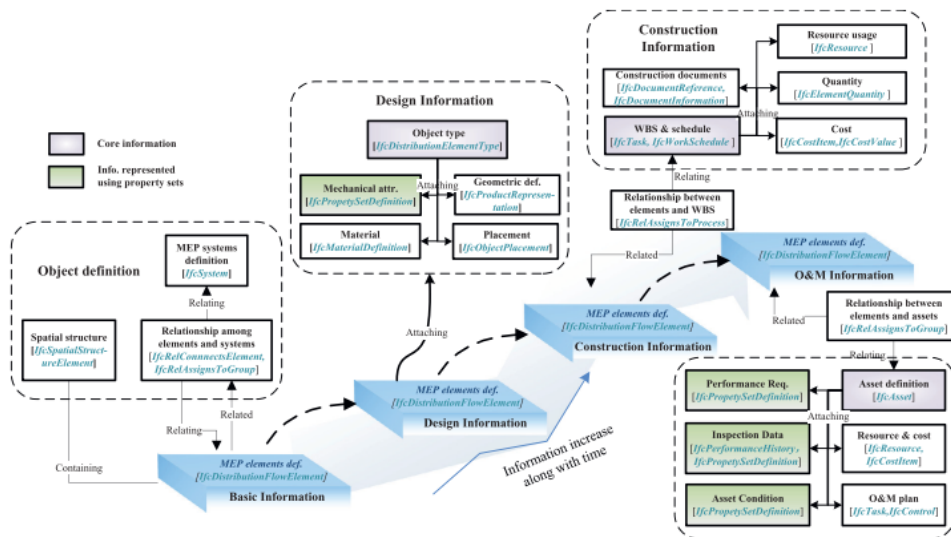 Construction
Information
Resource usage
[IfcResource ]
Construction documents
[IfcDocumentReference,
IfcDocumentInformation]
Quantity
[IfcElementQuantity ]
Attaching
WBS & schedule
[IfcTask, IfcWorkSchedule]
Cost
[IfcCostItem,IfcCostValue ]
Relating
Relationship between
elements and WBS
[IfcRelAssignsToProcess]
Related
Design Information
Object type
[IfcDistributionElementType]
Attaching
Mechanical attr.
[IfcPropetySetDefinition]
Geometric def.
[IfcProductRepresen-
tation]
Material
[IfcMaterialDefinition]
Placement
[IfcObjectPlacement]
Attaching
Core information
Info. represented
using property sets
Object definition
MEP systems
definition
[IfcSystem]
Relating
Spatial structure
[IfcSpatialStruct-
ureElement]
Relationship among
elements and systems
[IfcRelConnnectsElement,
IfcRelAssignsToGroup]
Relating
Related
Containing
MEP elements def.
[IfcDistributionFlowElement]
Basic Information
MEP elements def.
[IfcDistributionFlowElement]
Design Information
MEP elements def.
[IfcDistributionFlowElement]
Construction Information
MEP elements def.
[IfcDistributionFlowElement]
O&M Information
Information increase
along with time
Related
Relationship between
elements and assets
[IfcRelAssignsToGroup]
Relating
Performance Req.
[IfcPropetySetDefinition]
Asset definition
[IfcAsset]
Attaching
Inspection Data
[IfcPerformanceHistory,
IfcPropetySetDefinition]
Resource & cost
[IfcResource,
IfcCostItem]
Asset Condition
[IfcPropetySetDefinition]
O&M plan
[IfcTask,IfcControl]